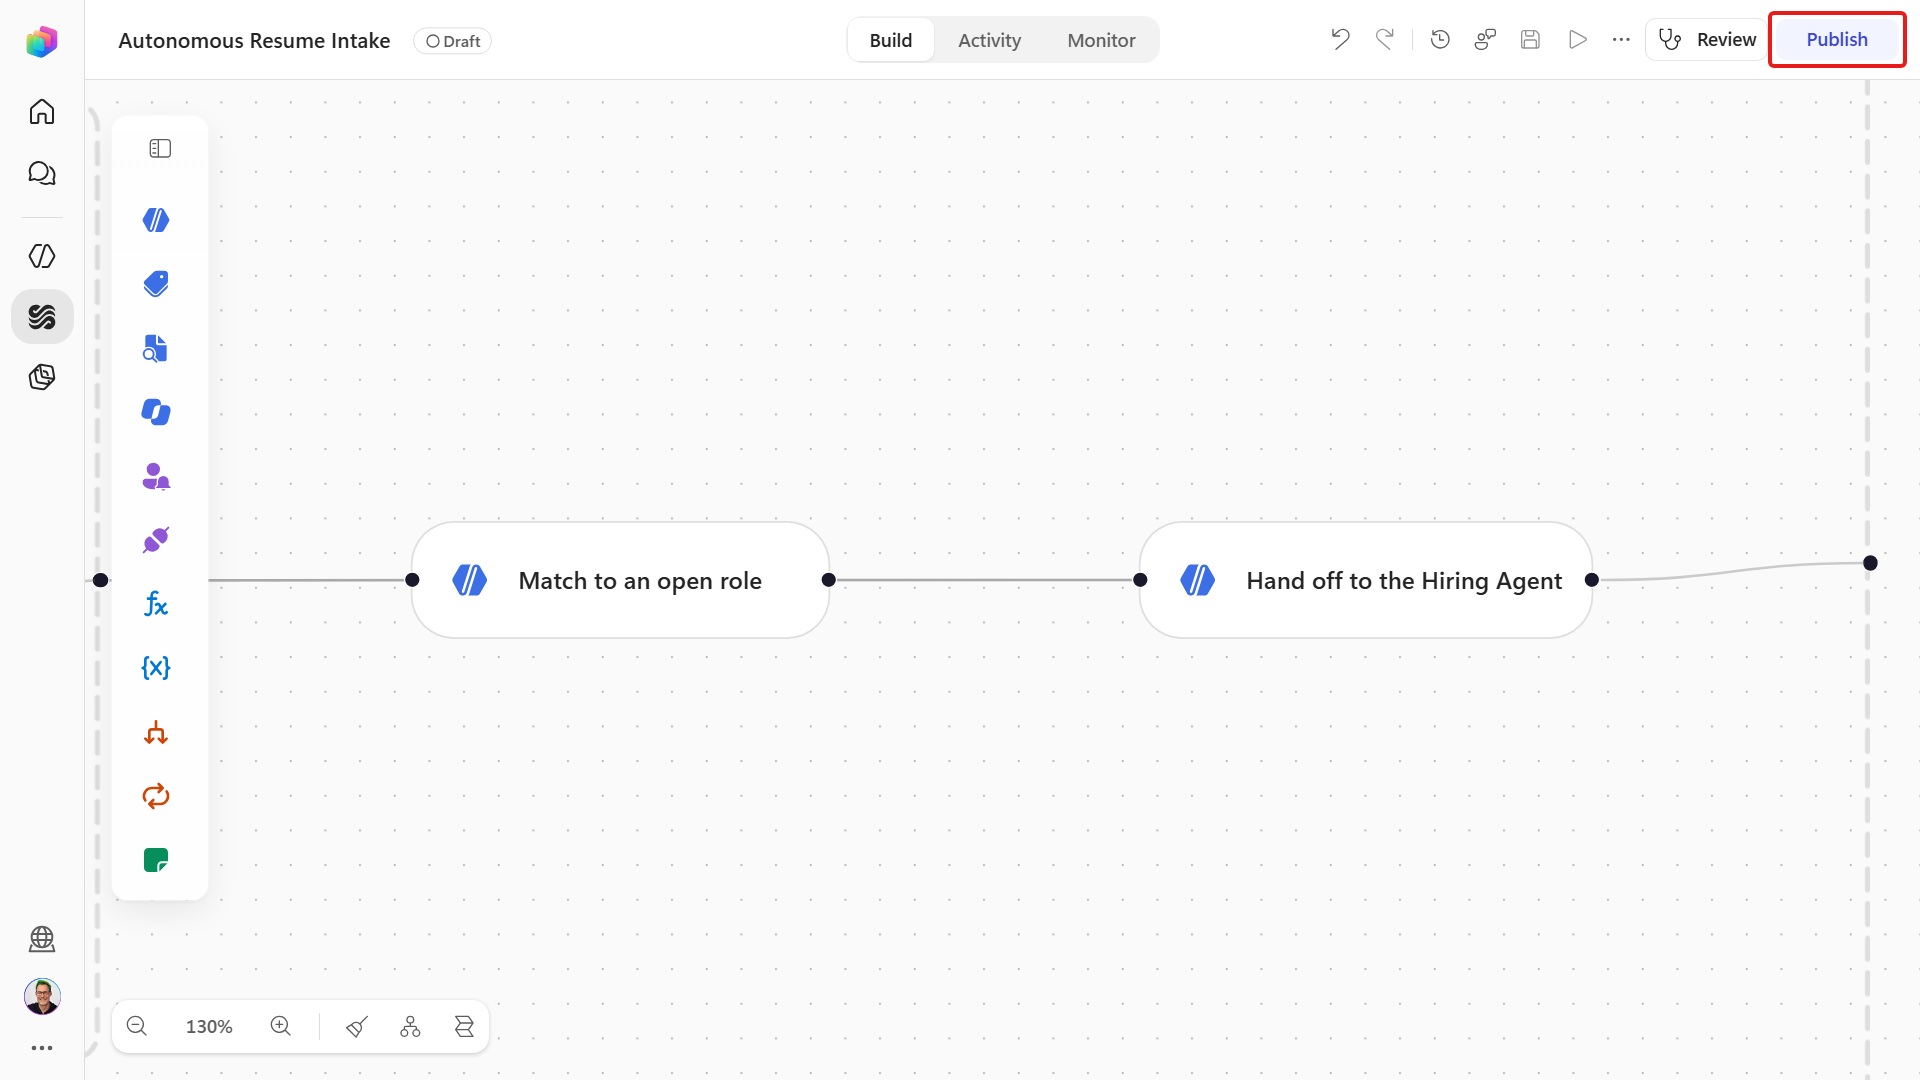 Autonomous Resume Intake
Draft
Build
Activity
Monitor
Review
Publish
fx
{x}
Match to an open role
Hand off to the Hiring Agent
130%